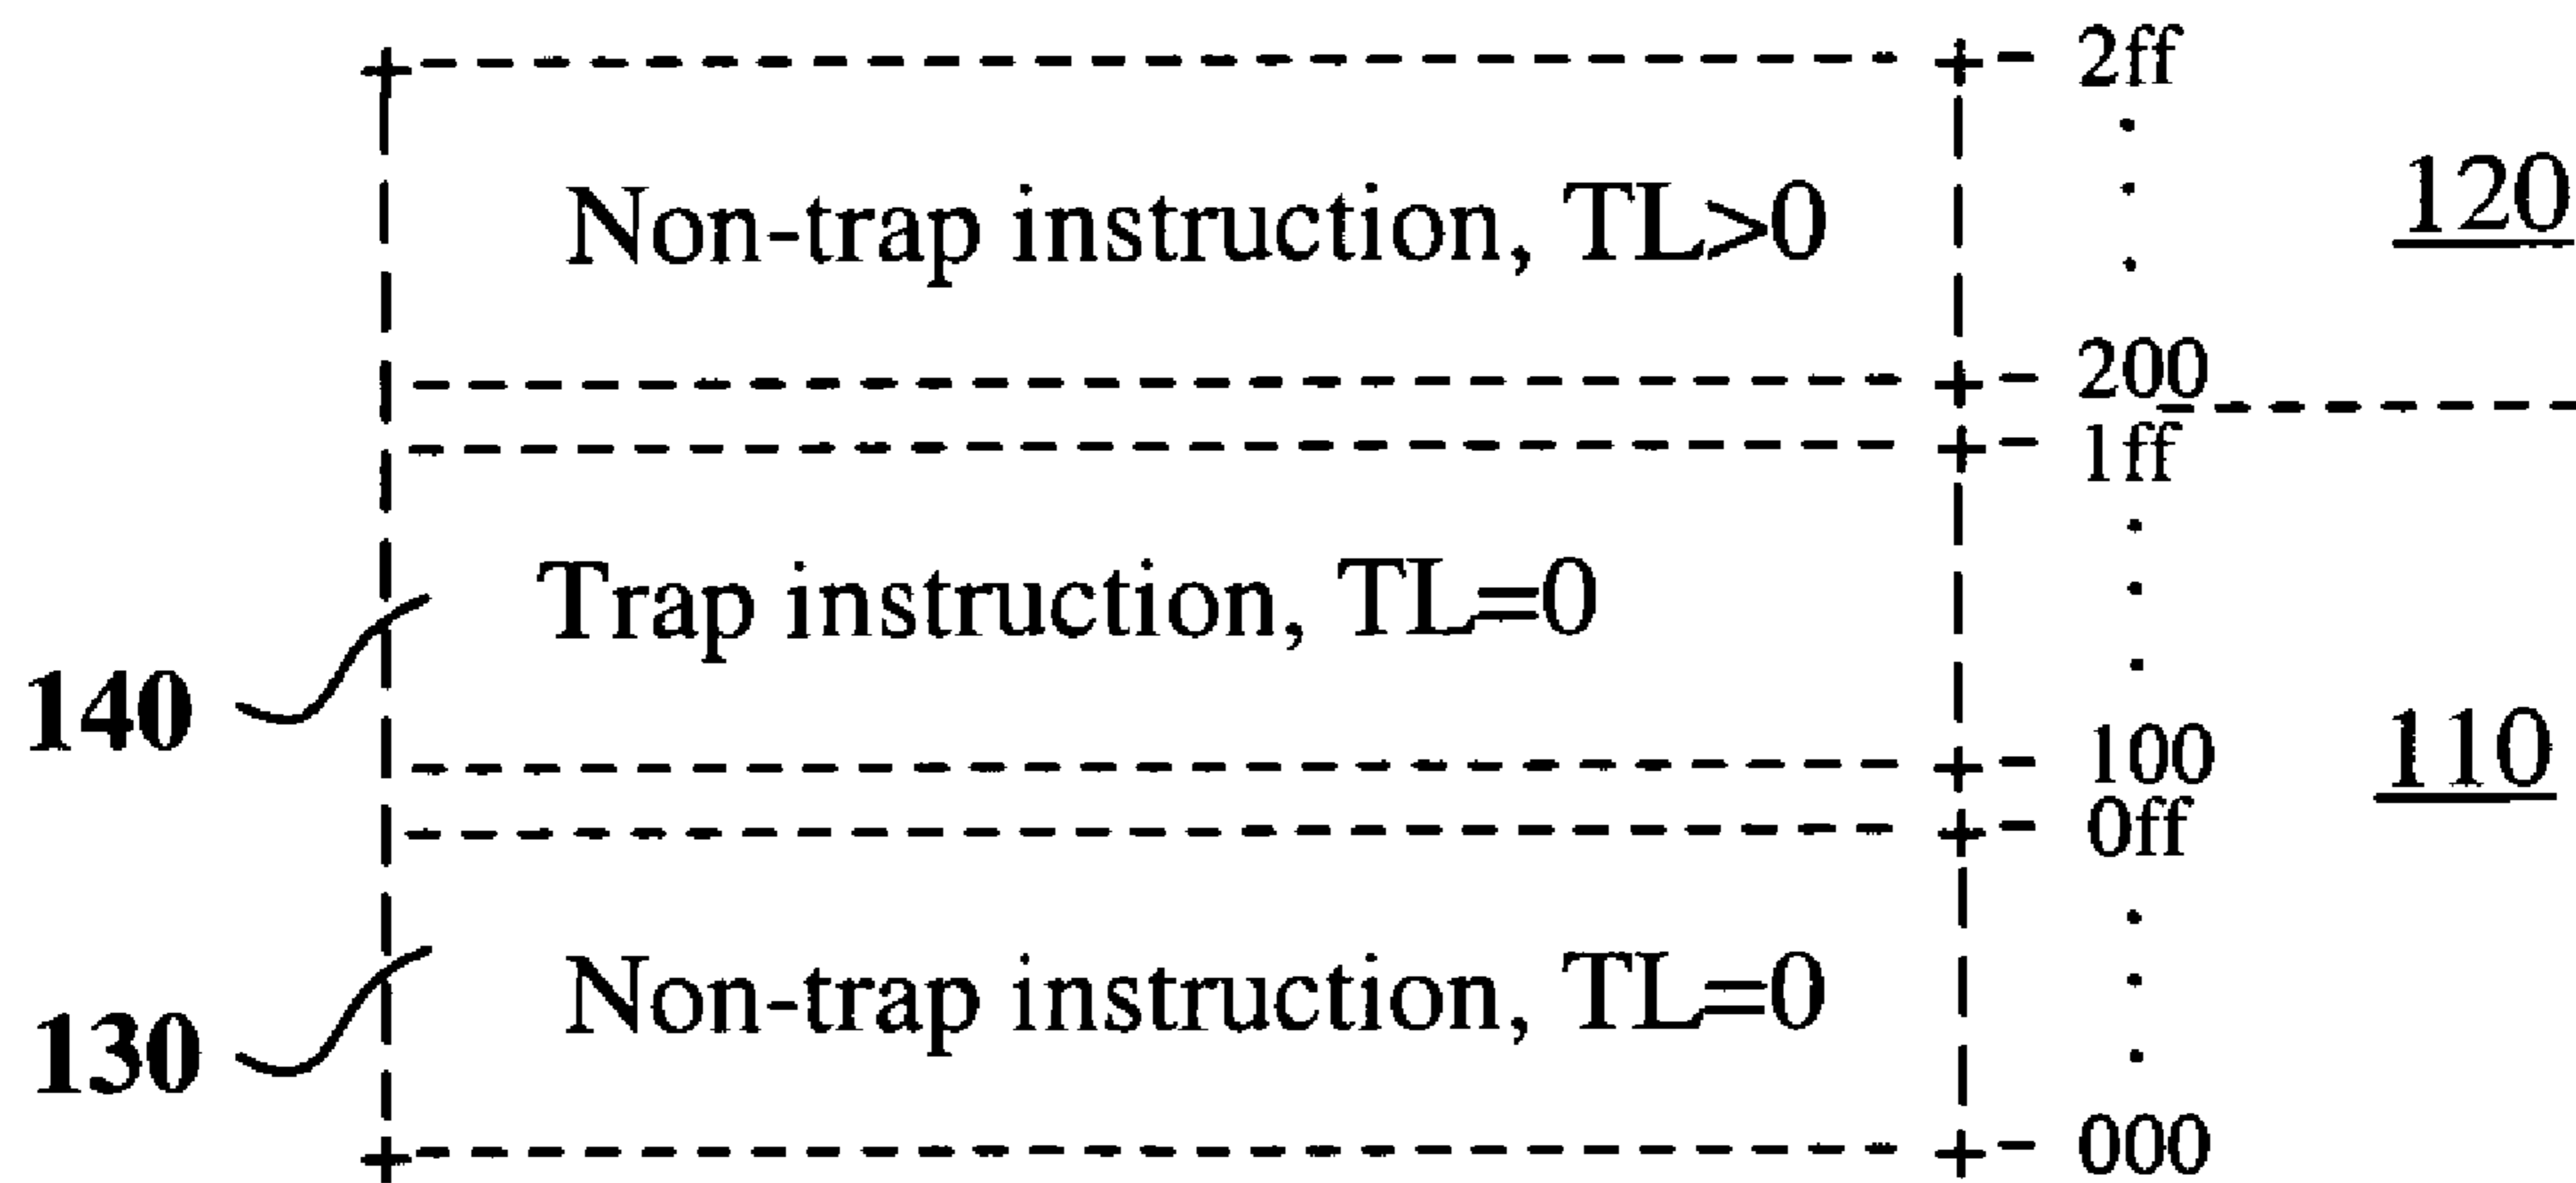 2ff
Non-trap instruction, TL>0
120
200
1ff
Trap instruction, TL=0
140
110
100
0ff
Non-trap instruction, TL=0
130
000